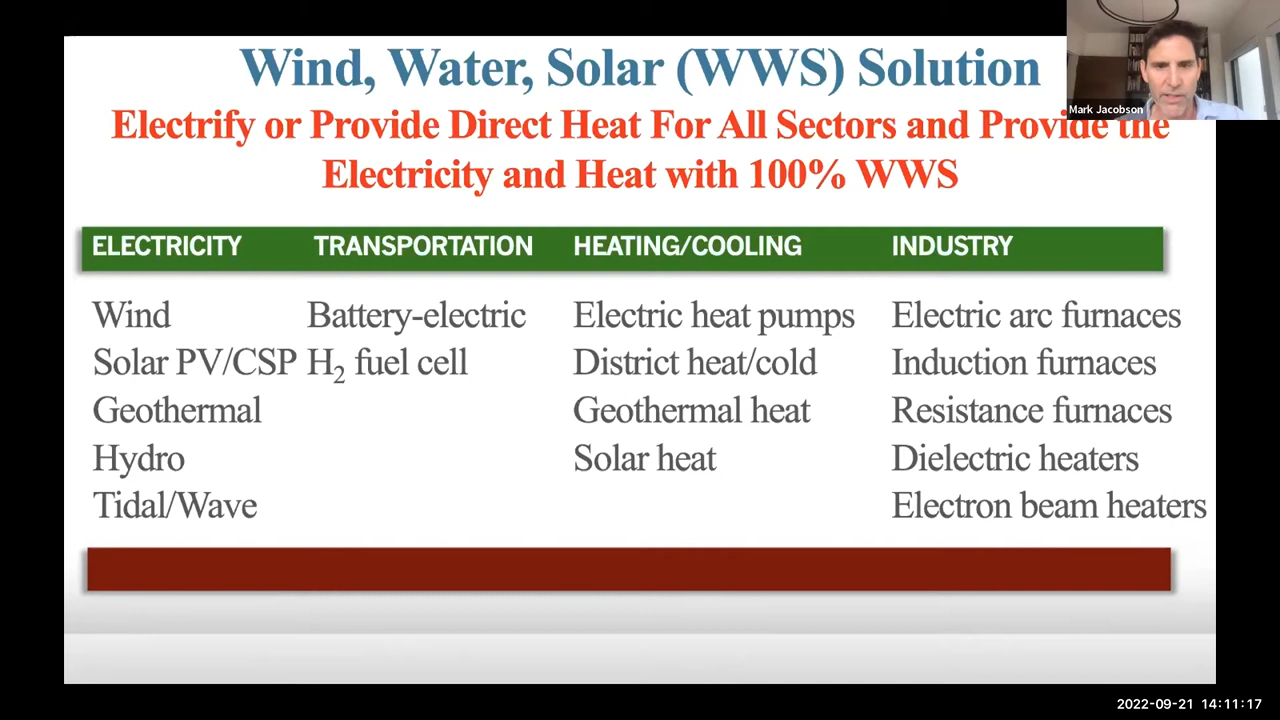 Wind, Water, Solar (WWS) Solution
Mark Jacobson
Electrify or Provide Direct Heat For All Sectors and Provide the
Electricity and Heat with 100% WWS
ELECTRICITY TRANSPORTATION HEATING/COOLING INDUSTRY
Wind Battery-electric Electric heat pumps Electric arc furnaces
Solar PV/CSP H₂ fuel cell District heat/cold Induction furnaces
Geothermal Geothermal heat Resistance furnaces
Hydro Solar heat Dielectric heaters
Tidal/Wave Electron beam heaters
2022-09-21 14:11:17